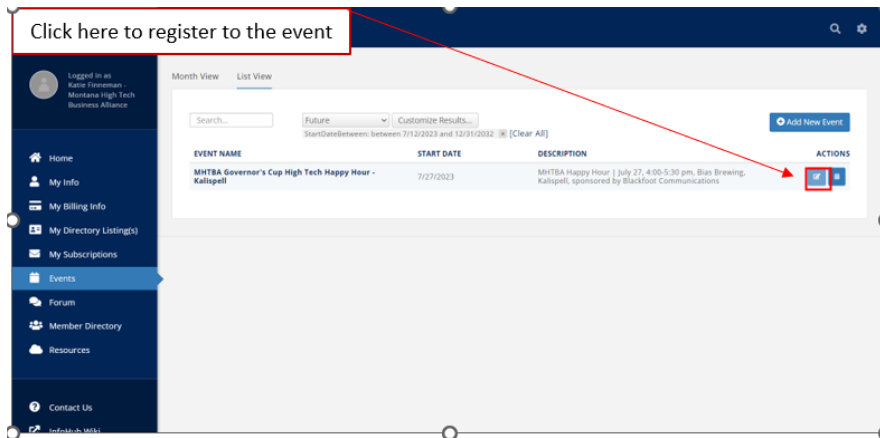 Click here to register to the event
Logged in as
Katie Finneman -
Montana High Tech
Business Alliance
Home
My Info
My Billing Info
My Directory Listing(s)
My Subscriptions
Events
Forum
Member Directory
Resources
Contact Us
InfoHub Wiki
Month View List View
Search... Future Customize Results...
StartDateBetween: between 7/12/2023 and 12/31/2032 [Clear All]
Add New Event
EVENT NAME START DATE DESCRIPTION ACTIONS
MHTBA Governor's Cup High Tech Happy Hour -
Kalispell
7/27/2023
MHTBA Happy Hour | July 27, 4:00-5:30 pm, Bias Brewing,
Kalispell, sponsored by Blackfoot Communications